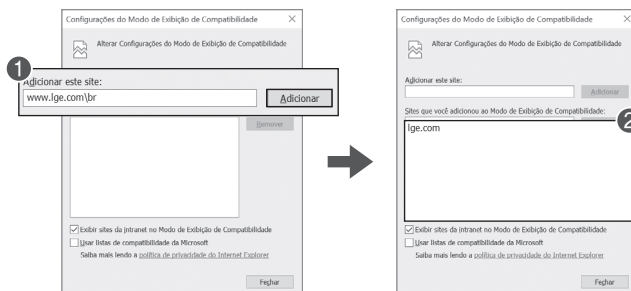 Configurações do Modo de Exibição de Compatibilidade
Alterar Configurações do Modo de Exibição de Compatibilidade
1
Adicionar este site:
www.lge.com\br
Adicionar
Remover
Exibir sites da intranet no Modo de Exibição de Compatibilidade
Usar listas de compatibilidade da Microsoft
Saiba mais lendo a política de privacidade do Internet Explorer
Fechar
Configurações do Modo de Exibição de Compatibilidade
Alterar Configurações do Modo de Exibição de Compatibilidade
Adicionar este site:
Adicionar
Sites que você adicionou ao Modo de Exibição de Compatibilidade:
2
lge.com
Exibir sites da intranet no Modo de Exibição de Compatibilidade
Usar listas de compatibilidade da Microsoft
Saiba mais lendo a política de privacidade do Internet Explorer
Fechar